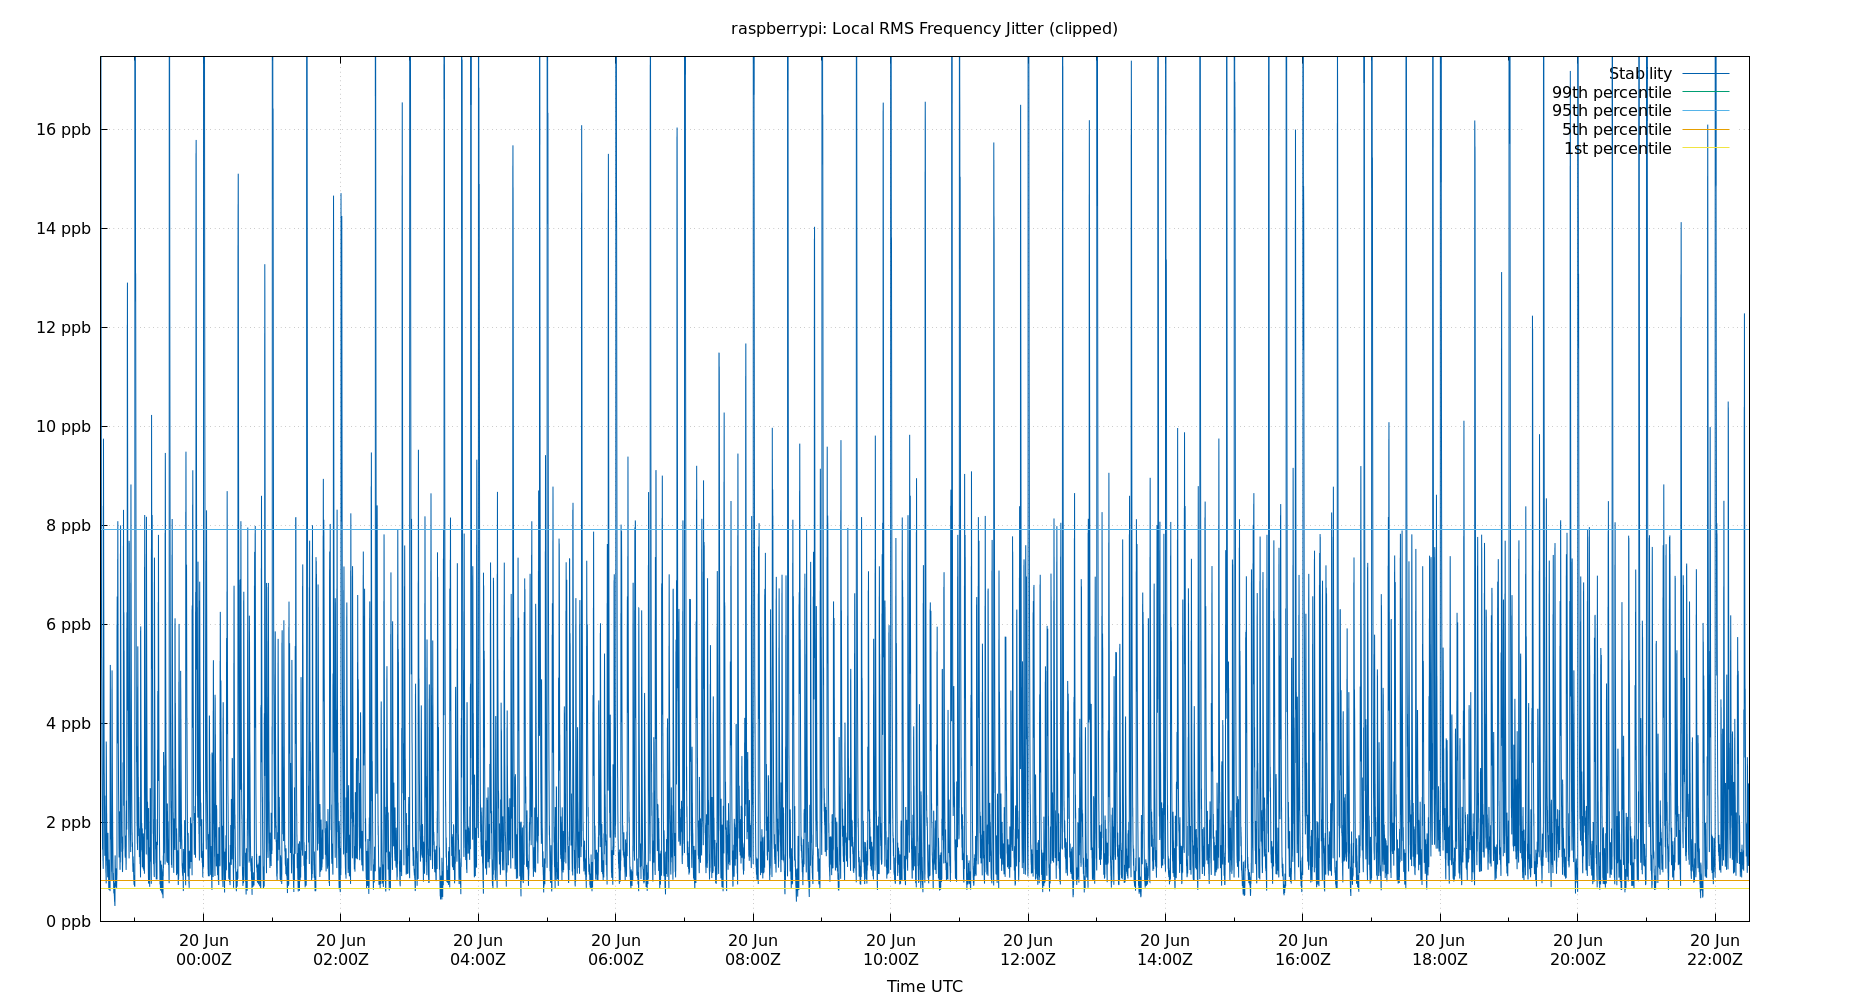 raspberrypi: Local RMS Frequency Jitter (clipped)
Stability
99th percentile
95th percentile
5th percentile
1st percentile
16 ppb
14 ppb
12 ppb
10 ppb
8 ppb
6 ppb
4 ppb
2 ppb
0 ppb
20 Jun 20 Jun 20 Jun 20 Jun 20 Jun 20 Jun 20 Jun 20 Jun 20 Jun 20 Jun 20 Jun 20 Jun
00:00Z 02:00Z 04:00Z 06:00Z 08:00Z 10:00Z 12:00Z 14:00Z 16:00Z 18:00Z 20:00Z 22:00Z
Time UTC